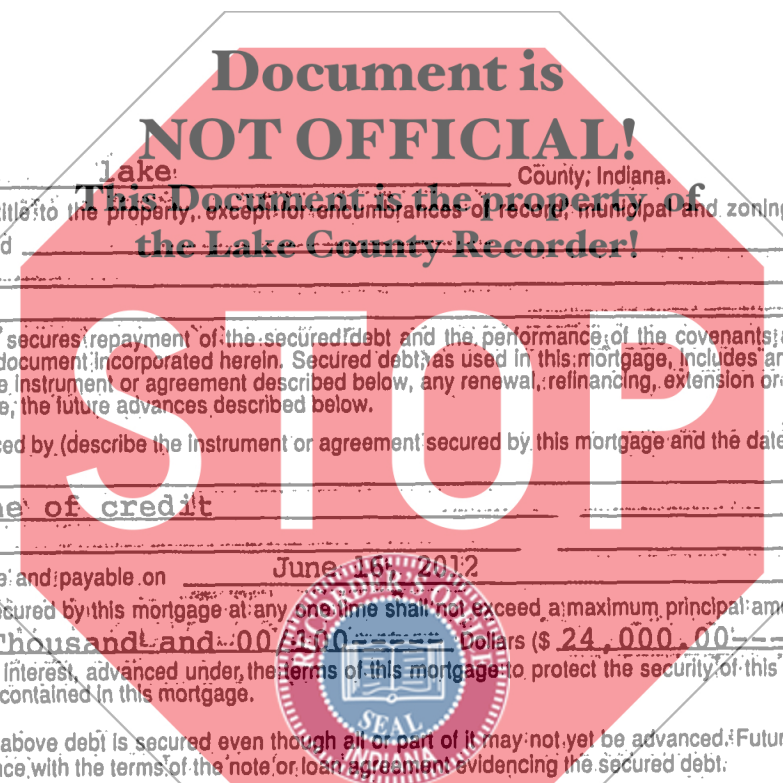 Document is
NOT OFFICIAL!
lake County, Indiana.
This Document is the property of
title to the property, except for encumbrances of record, municipal and zoning
the Lake County Recorder!
d
STOP
secures repayment of the secured debt and the performance of the covenants
document incorporated herein. Secured debt, as used in this mortgage, includes
e instrument or agreement described below, any renewal, refinancing, extension or
e, the future advances described below.
ed by (describe the instrument or agreement secured by this mortgage and the date
e of credit
June 16, 2012
e and payable on
cured by this mortgage at any one time shall not exceed a maximum principal am
Thousand and 00/100----- Dollars ($ 24,000.00---
interest, advanced under the terms of this mortgage to protect the security of this
contained in this mortgage.
RECORDER COUNTY
SEAL
above debt is secured even though all or part of it may not yet be advanced. Futur
ce with the terms of the note or loan agreement evidencing the secured debt.